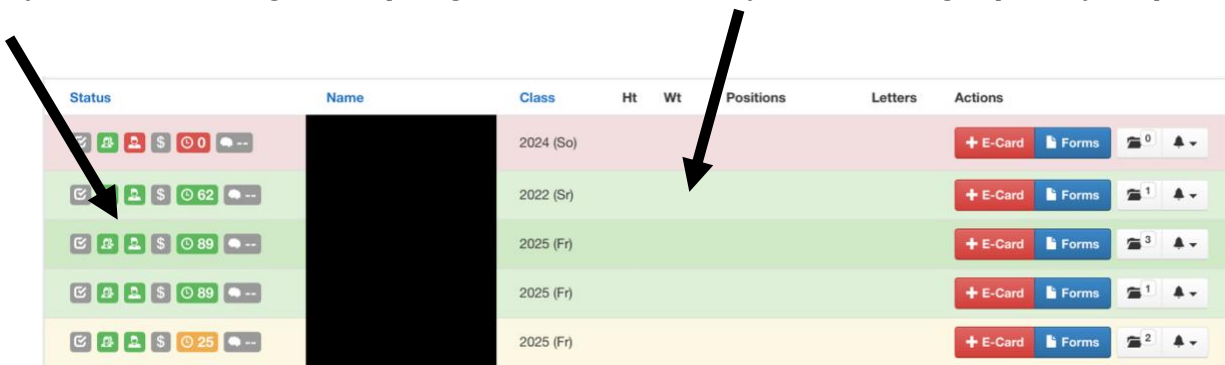 Status Name Class Ht Wt Positions Letters Actions
$ 0 -- 2024 (So) + E-Card Forms 0
$ 62 -- 2022 (Sr) + E-Card Forms 1
$ 89 -- 2025 (Fr) + E-Card Forms 3
$ 89 -- 2025 (Fr) + E-Card Forms 1
$ 25 -- 2025 (Fr) + E-Card Forms 2